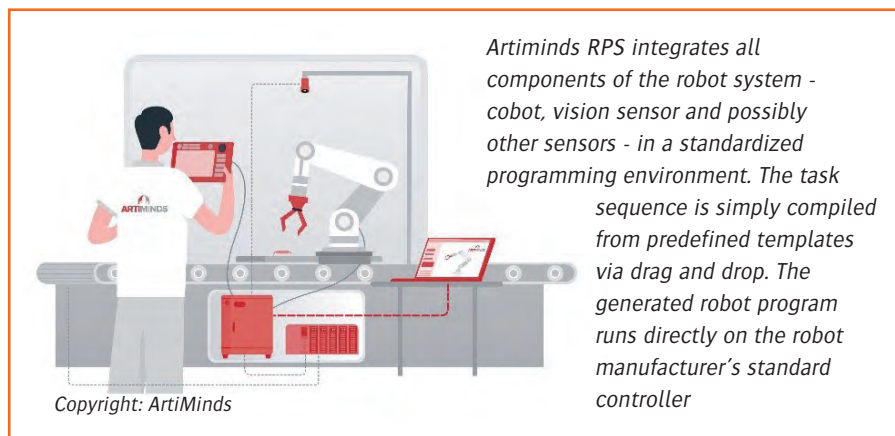 Artiminds RPS integrates all
components of the robot system -
cobot, vision sensor and possibly
other sensors - in a standardized
programming environment. The task
sequence is simply compiled
from predefined templates
via drag and drop. The
generated robot program
runs directly on the robot
manufacturer's standard
controller
ARTIMINDS
Copyright: ArtiMinds